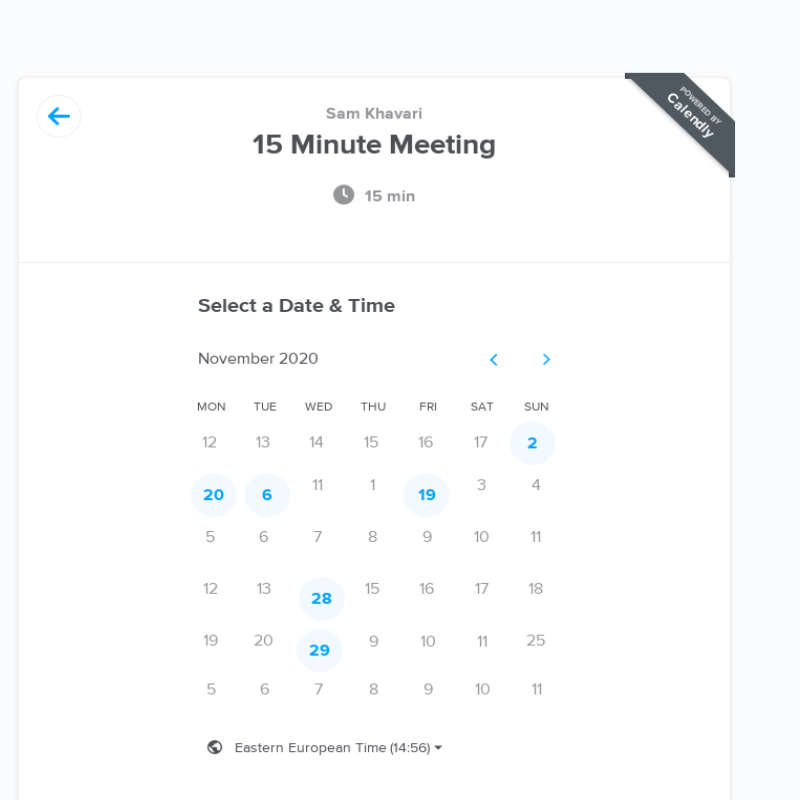 POWERED BY
Calendly
Sam Khavari
15 Minute Meeting
15 min
Select a Date & Time
November 2020
MON TUE WED THU FRI SAT SUN
12 13 14 15 16 17 2
20 6 11 1 19 3 4
5 6 7 8 9 10 11
12 13 28 15 16 17 18
19 20 29 9 10 11 25
5 6 7 8 9 10 11
Eastern European Time (14:56)